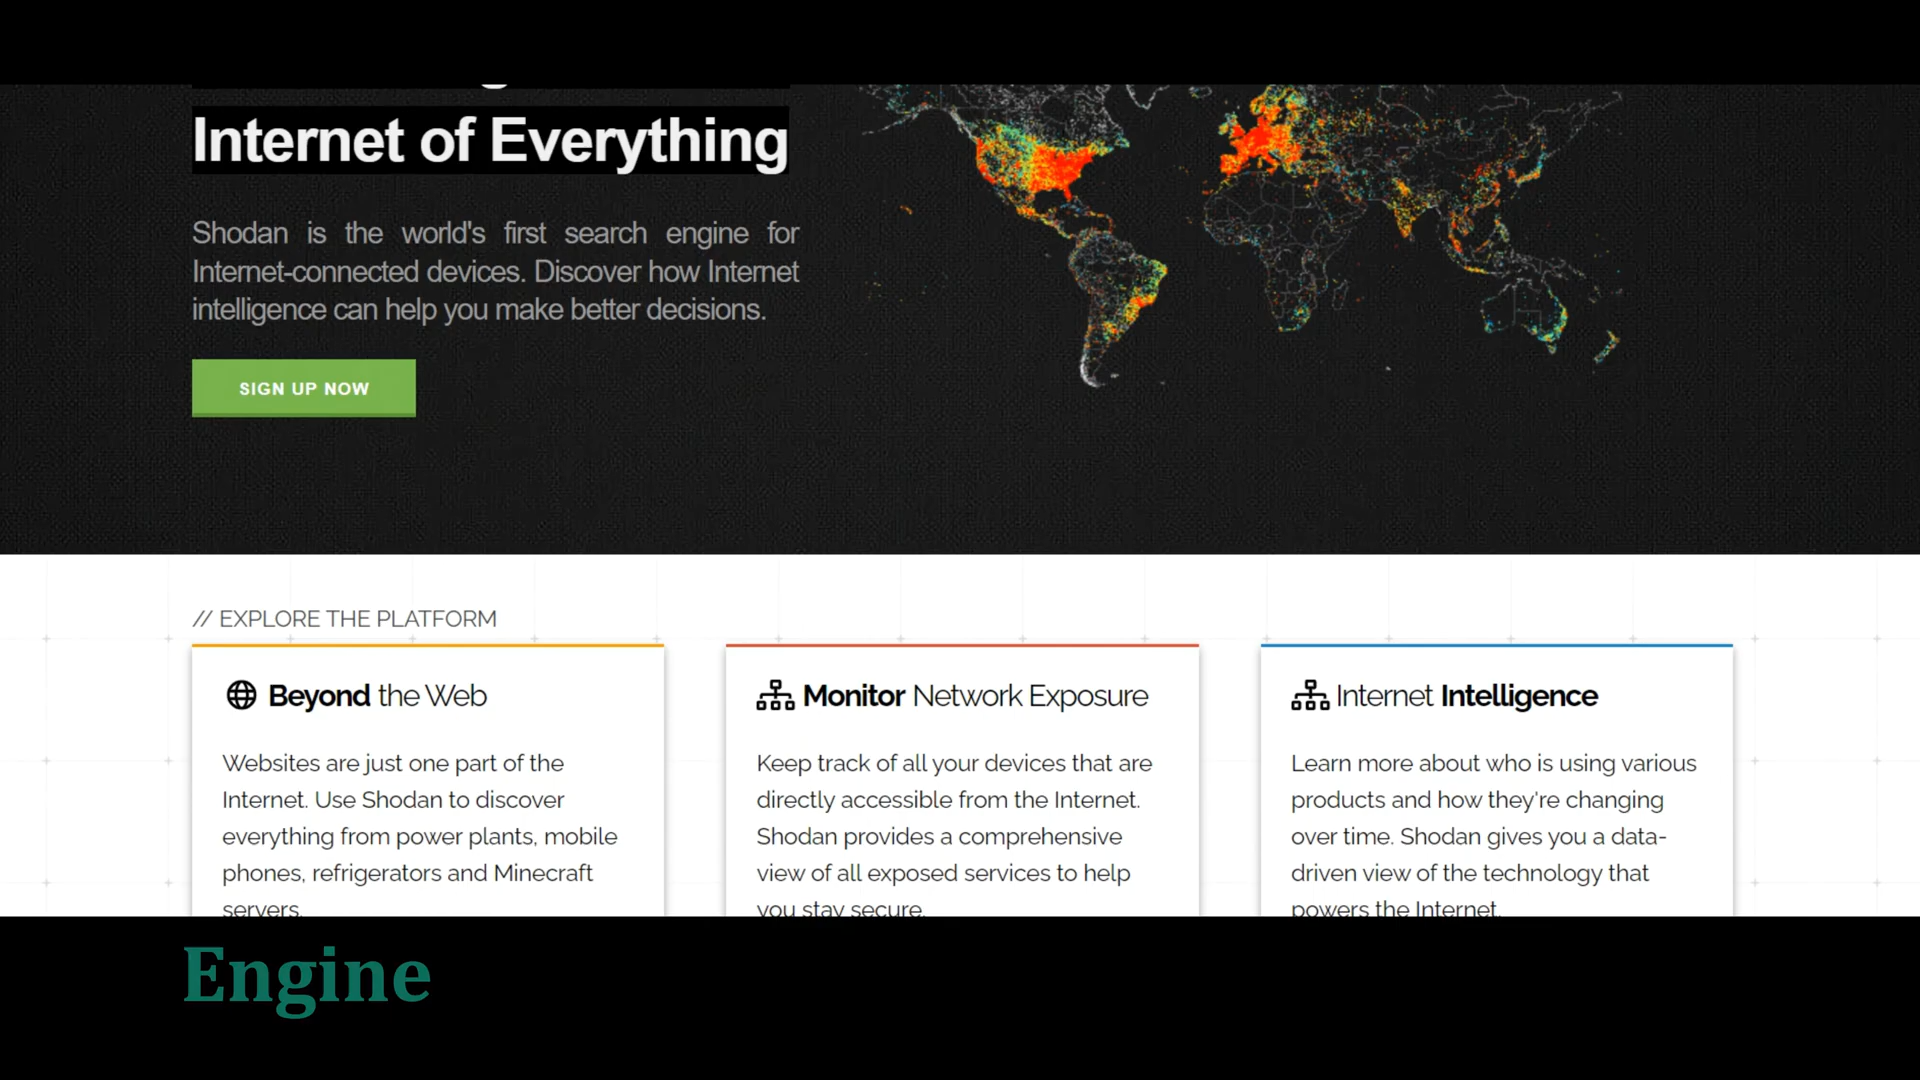 Internet of Everything
Shodan is the world's first search engine for
Internet-connected devices. Discover how Internet
intelligence can help you make better decisions.
SIGN UP NOW
// EXPLORE THE PLATFORM
Beyond the Web
Websites are just one part of the
Internet. Use Shodan to discover
everything from power plants, mobile
phones, refrigerators and Minecraft
servers.
Monitor Network Exposure
Keep track of all your devices that are
directly accessible from the Internet.
Shodan provides a comprehensive
view of all exposed services to help
you stay secure.
Internet Intelligence
Learn more about who is using various
products and how they're changing
over time. Shodan gives you a data-
driven view of the technology that
powers the Internet.
Engine